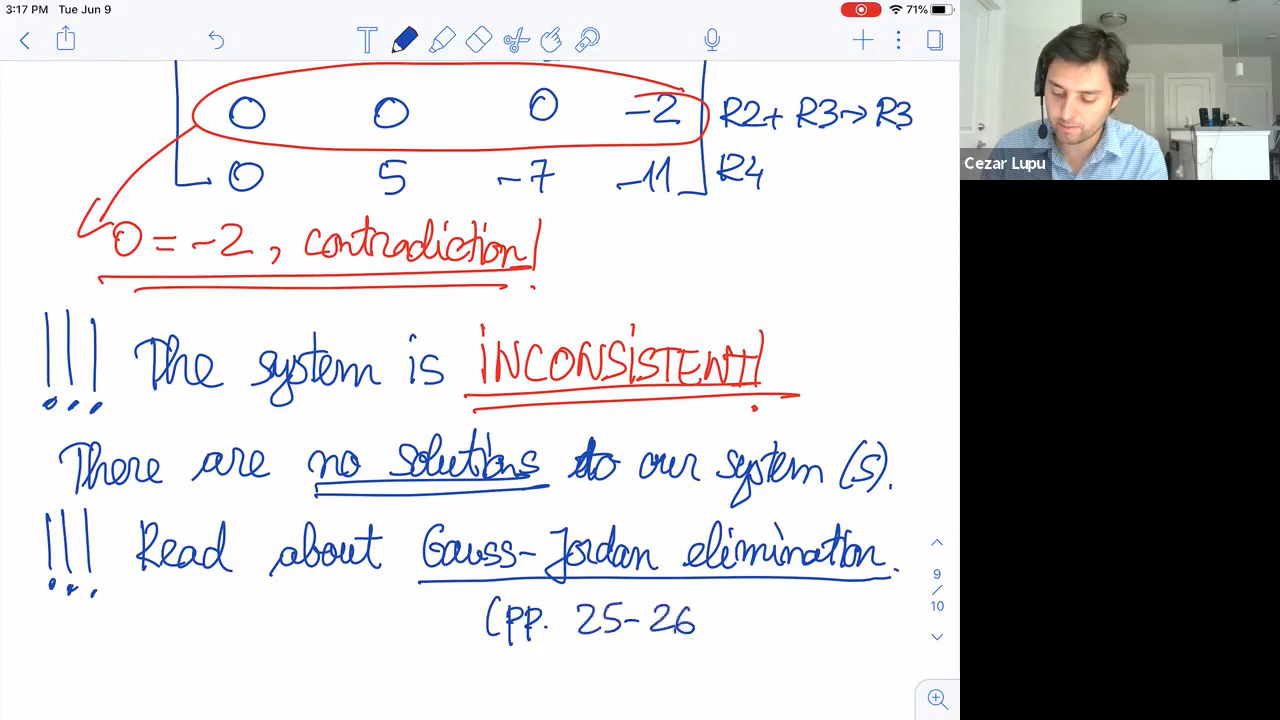 3:17 PM Tue Jun 9 71%
0 0 0 -2 R2 + R3 → R3
0 5 -7 -11 R4
0 = -2, contradiction!
!!! The system is INCONSISTENT!
There are no solutions to our system (S).
!!! Read about Gauss-Jordan elimination.
(pp. 25-26
9
/
10
Cezar Lupu